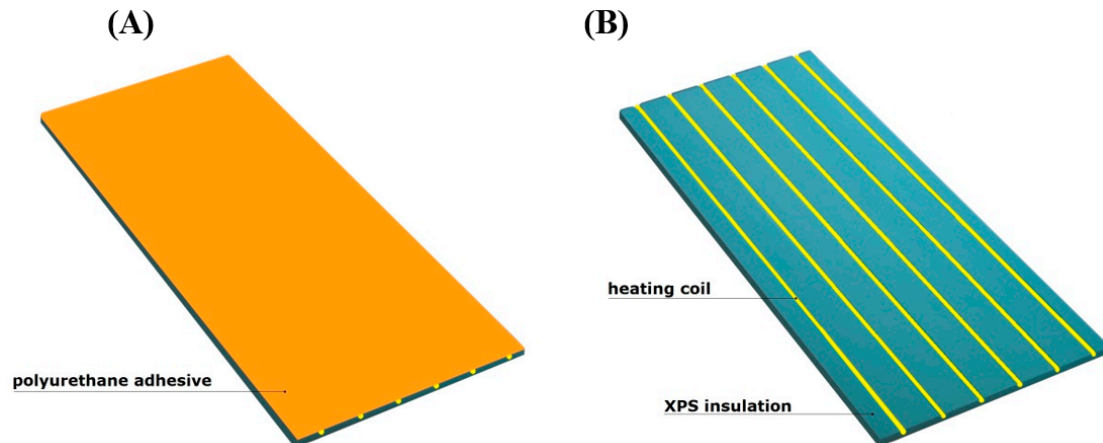 (A)
(B)
heating coil
polyurethane adhesive
XPS insulation